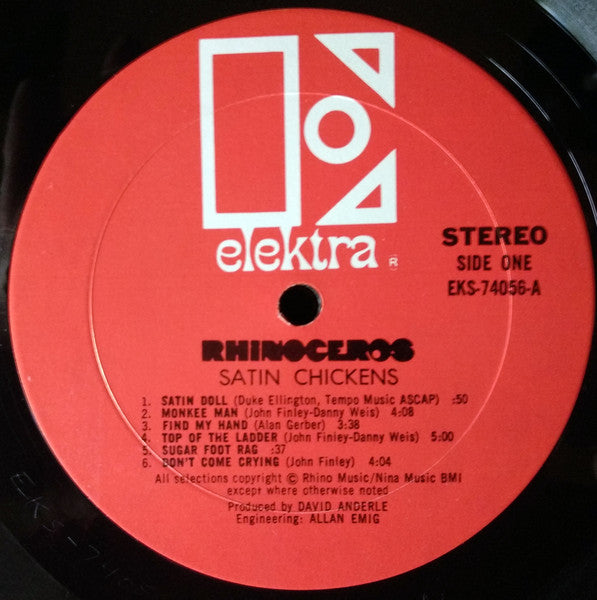 elektra ®
STEREO
SIDE ONE
EKS-74056-A
RHINOCEROS
SATIN CHICKENS
1. SATIN DOLL (Duke Ellington, Tempo Music ASCAP) :50
2. MONKEE MAN (John Finley-Danny Weis) 4:08
3. FIND MY HAND (Alan Gerber) 3:38
4. TOP OF THE LADDER (John Finley-Danny Weis) 5:00
5. SUGAR FOOT RAG :37
6. DON'T COME CRYING (John Finley) 4:04
All selections copyright © Rhino Music/Nina Music BMI
except where otherwise noted
Produced by DAVID ANDERLE
Engineering: ALLAN EMIG